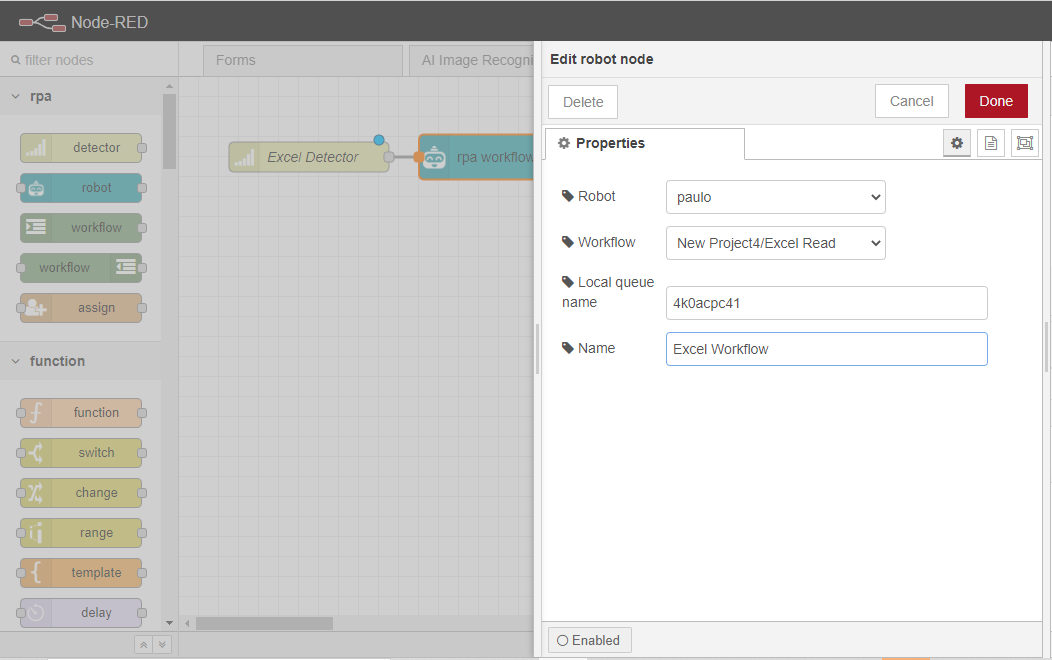 Node-RED
filter nodes
Forms
AI Image Recogni
Edit robot node
Delete
Cancel
Done
rpa
detector
robot
workflow
workflow
assign
function
function
switch
change
range
template
delay
Excel Detector
rpa workflow
Properties
Robot
paulo
Workflow
New Project4/Excel Read
Local queue
name
4k0acpc41
Name
Excel Workflow
Enabled